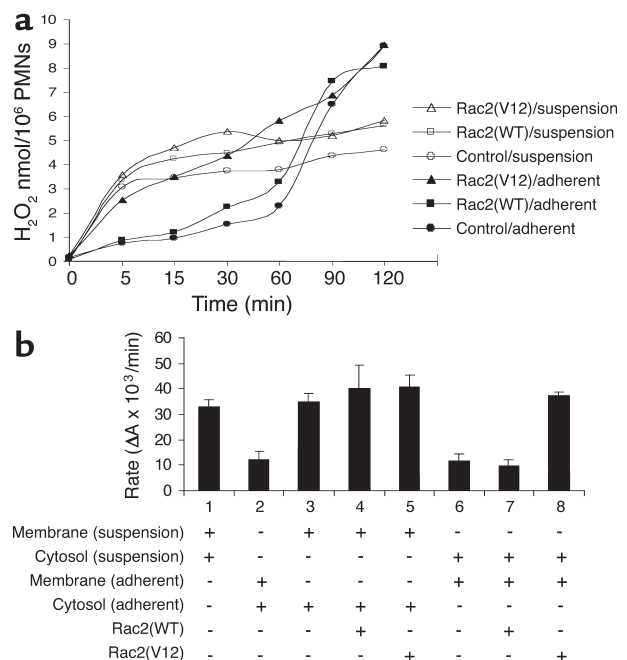 a
H2O2 nmol/10^6 PMNs
10
9
8
7
6
5
4
3
2
1
0
0 5 15 30 60 90 120
Time (min)
Rac2(V12)/suspension
Rac2(WT)/suspension
Control/suspension
Rac2(V12)/adherent
Rac2(WT)/adherent
Control/adherent
b
Rate (ΔA x 10^3/min)
60
50
40
30
20
10
0
1 2 3 4 5 6 7 8
Membrane (suspension) + - + + + - - -
Cytosol (suspension) + - - - - + + +
Membrane (adherent) - + - - - + + +
Cytosol (adherent) - + + + + - - -
Rac2(WT) - - - + - - + -
Rac2(V12) - - - - + - - +